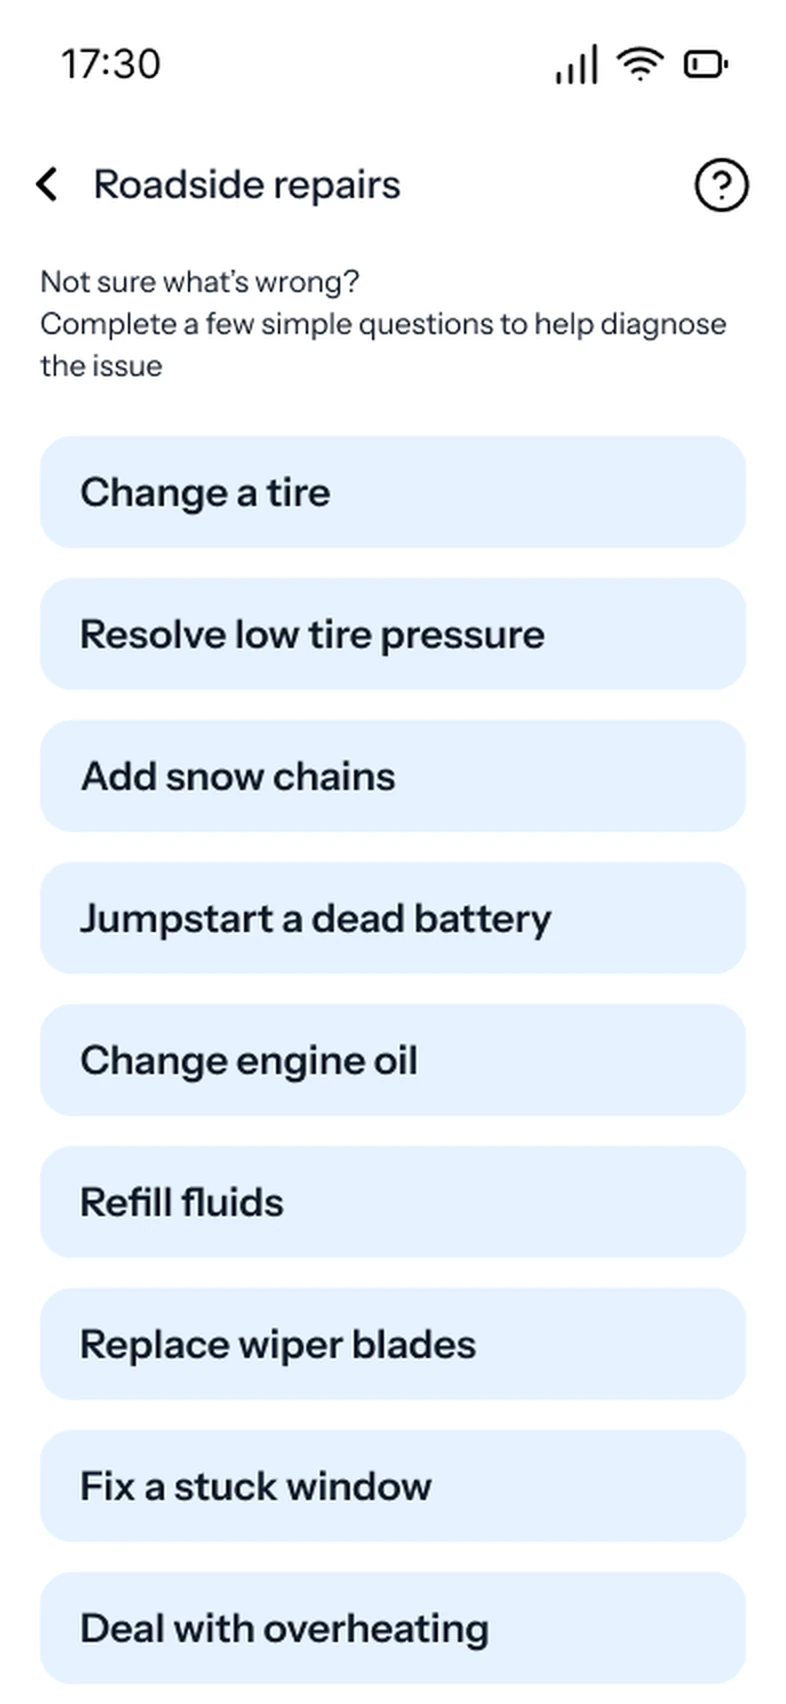 17:30
Roadside repairs
Not sure what’s wrong?
Complete a few simple questions to help diagnose
the issue
Change a tire
Resolve low tire pressure
Add snow chains
Jumpstart a dead battery
Change engine oil
Refill fluids
Replace wiper blades
Fix a stuck window
Deal with overheating